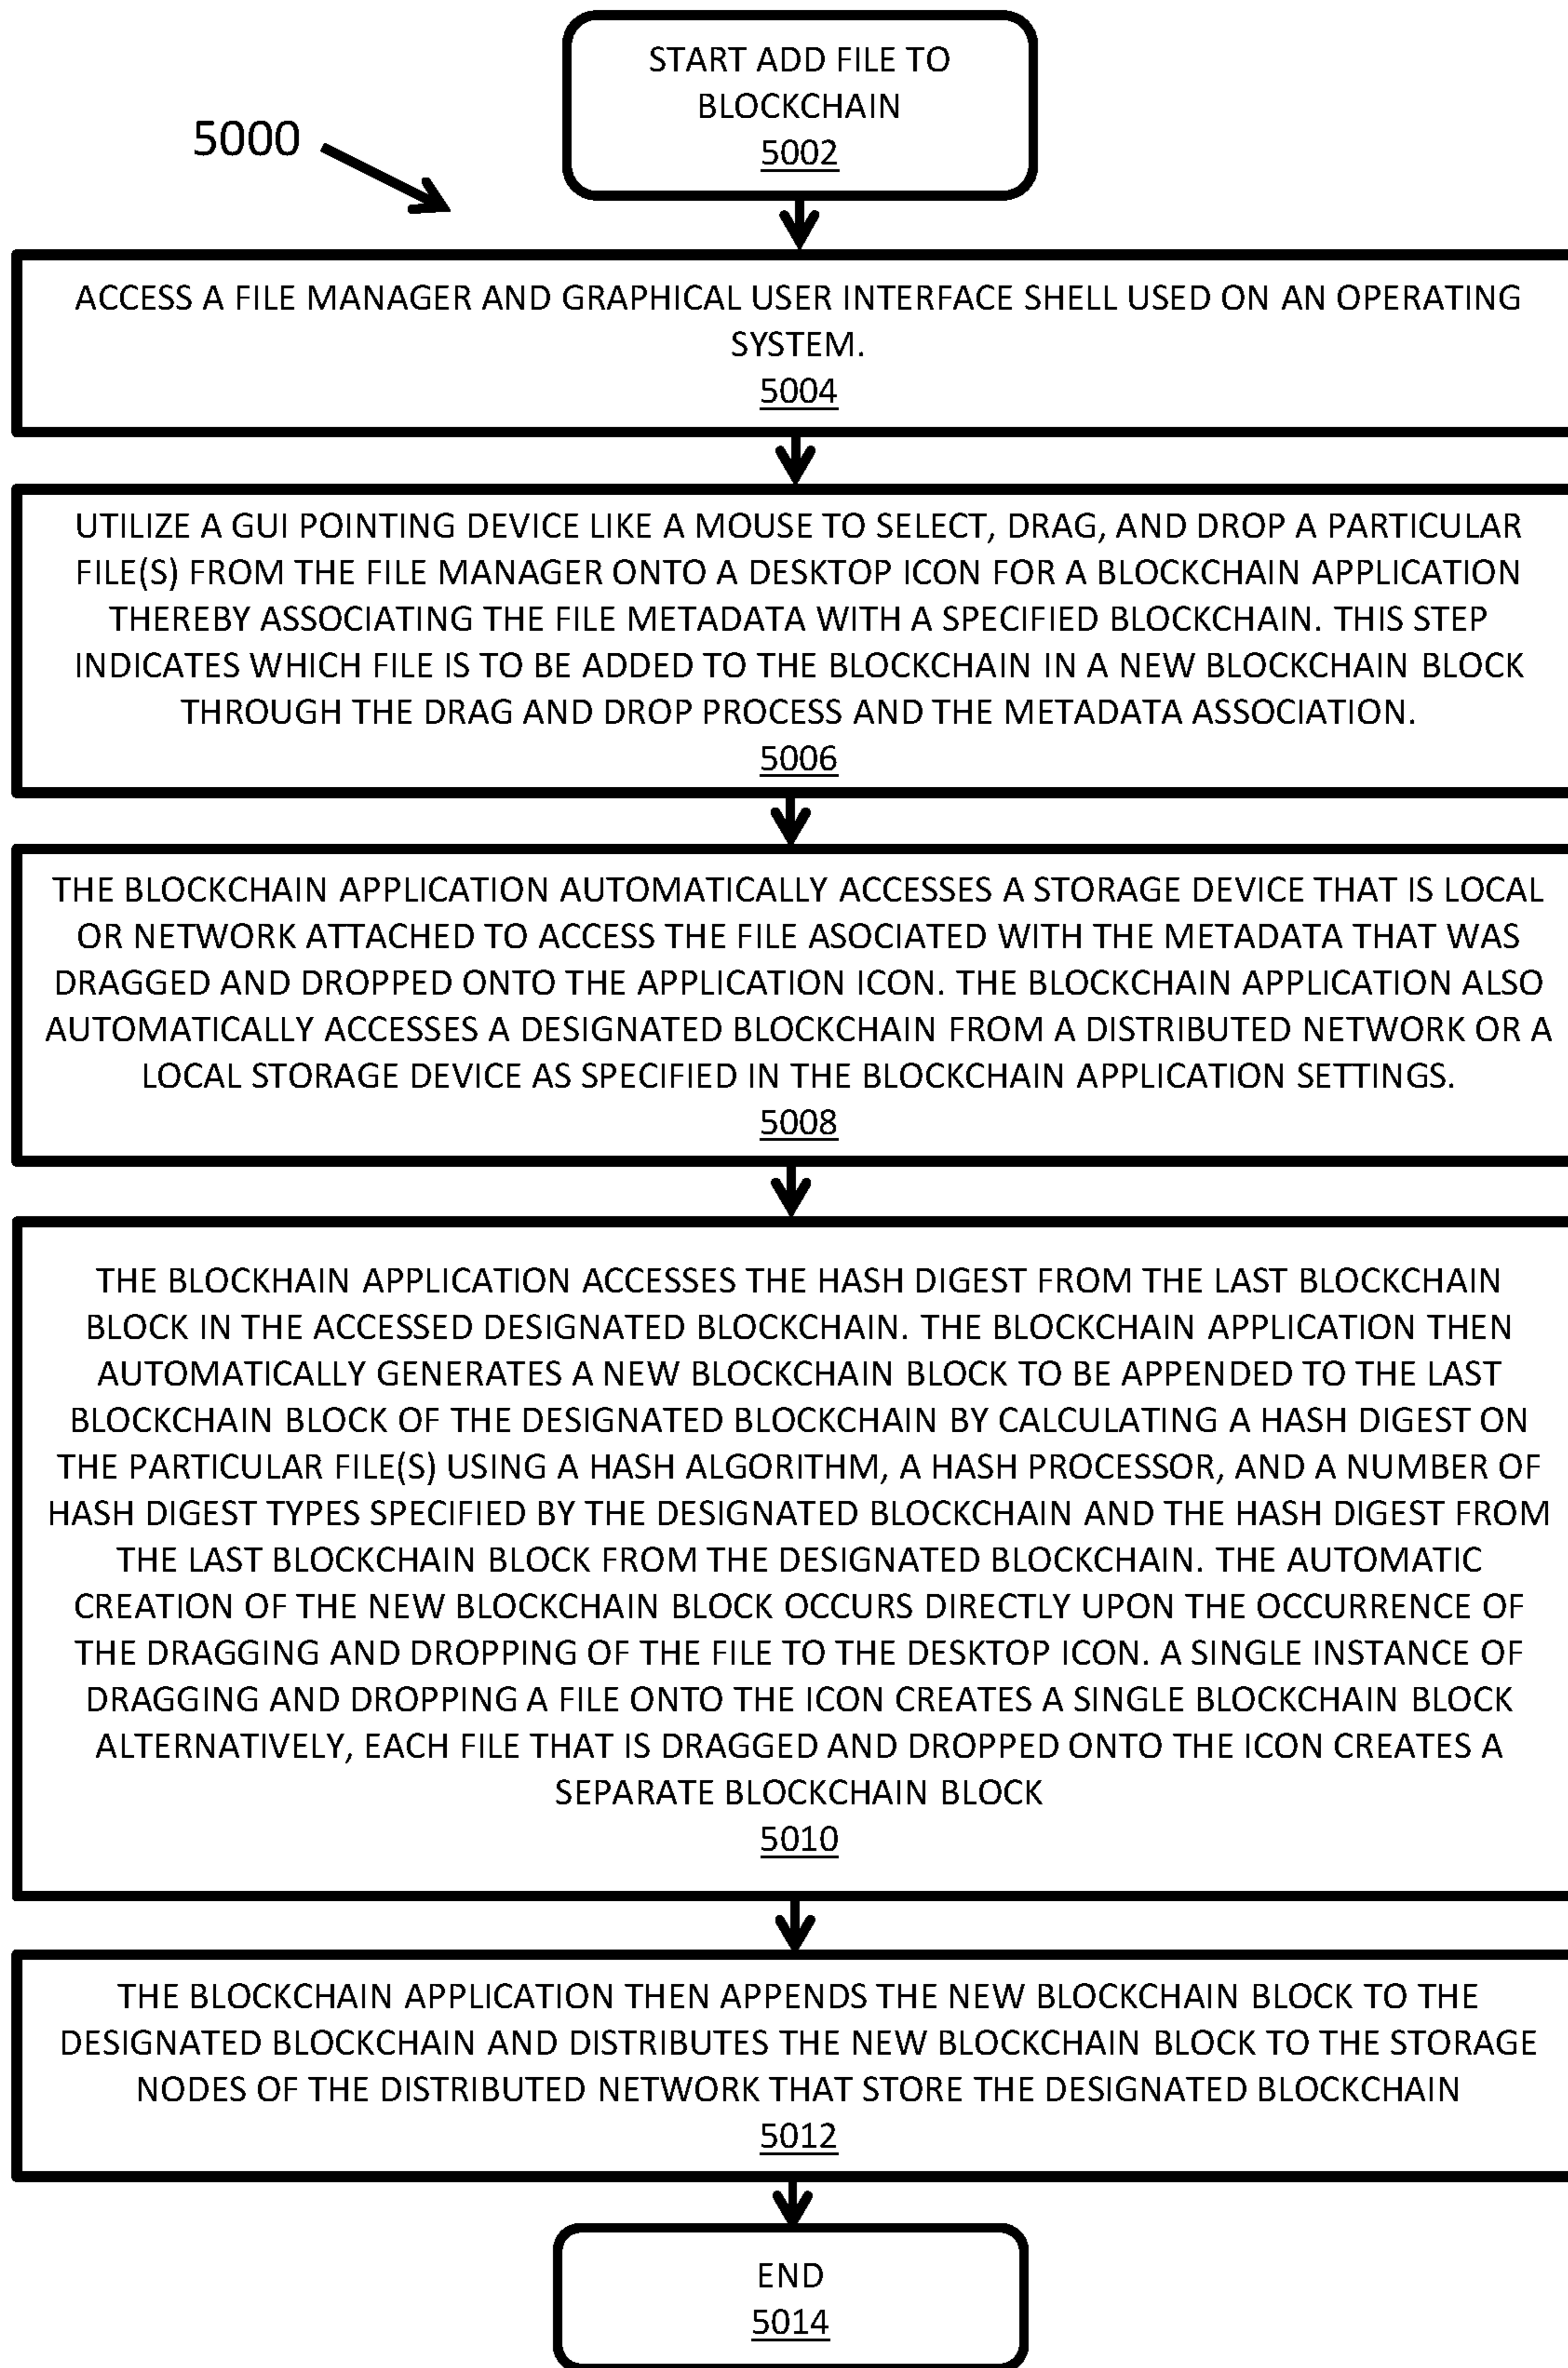 START ADD FILE TO
BLOCKCHAIN
5002
5000
ACCESS A FILE MANAGER AND GRAPHICAL USER INTERFACE SHELL USED ON AN OPERATING
SYSTEM.
5004
UTILIZE A GUI POINTING DEVICE LIKE A MOUSE TO SELECT, DRAG, AND DROP A PARTICULAR
FILE(S) FROM THE FILE MANAGER ONTO A DESKTOP ICON FOR A BLOCKCHAIN APPLICATION
THEREBY ASSOCIATING THE FILE METADATA WITH A SPECIFIED BLOCKCHAIN. THIS STEP
INDICATES WHICH FILE IS TO BE ADDED TO THE BLOCKCHAIN IN A NEW BLOCKCHAIN BLOCK
THROUGH THE DRAG AND DROP PROCESS AND THE METADATA ASSOCIATION.
5006
THE BLOCKCHAIN APPLICATION AUTOMATICALLY ACCESSES A STORAGE DEVICE THAT IS LOCAL
OR NETWORK ATTACHED TO ACCESS THE FILE ASOCIATED WITH THE METADATA THAT WAS
DRAGGED AND DROPPED ONTO THE APPLICATION ICON. THE BLOCKCHAIN APPLICATION ALSO
AUTOMATICALLY ACCESSES A DESIGNATED BLOCKCHAIN FROM A DISTRIBUTED NETWORK OR A
LOCAL STORAGE DEVICE AS SPECIFIED IN THE BLOCKCHAIN APPLICATION SETTINGS.
5008
THE BLOCKHAIN APPLICATION ACCESSES THE HASH DIGEST FROM THE LAST BLOCKCHAIN
BLOCK IN THE ACCESSED DESIGNATED BLOCKCHAIN. THE BLOCKCHAIN APPLICATION THEN
AUTOMATICALLY GENERATES A NEW BLOCKCHAIN BLOCK TO BE APPENDED TO THE LAST
BLOCKCHAIN BLOCK OF THE DESIGNATED BLOCKCHAIN BY CALCULATING A HASH DIGEST ON
THE PARTICULAR FILE(S) USING A HASH ALGORITHM, A HASH PROCESSOR, AND A NUMBER OF
HASH DIGEST TYPES SPECIFIED BY THE DESIGNATED BLOCKCHAIN AND THE HASH DIGEST FROM
THE LAST BLOCKCHAIN BLOCK FROM THE DESIGNATED BLOCKCHAIN. THE AUTOMATIC
CREATION OF THE NEW BLOCKCHAIN BLOCK OCCURS DIRECTLY UPON THE OCCURRENCE OF
THE DRAGGING AND DROPPING OF THE FILE TO THE DESKTOP ICON. A SINGLE INSTANCE OF
DRAGGING AND DROPPING A FILE ONTO THE ICON CREATES A SINGLE BLOCKCHAIN BLOCK
ALTERNATIVELY, EACH FILE THAT IS DRAGGED AND DROPPED ONTO THE ICON CREATES A
SEPARATE BLOCKCHAIN BLOCK
5010
THE BLOCKCHAIN APPLICATION THEN APPENDS THE NEW BLOCKCHAIN BLOCK TO THE
DESIGNATED BLOCKCHAIN AND DISTRIBUTES THE NEW BLOCKCHAIN BLOCK TO THE STORAGE
NODES OF THE DISTRIBUTED NETWORK THAT STORE THE DESIGNATED BLOCKCHAIN
5012
END
5014